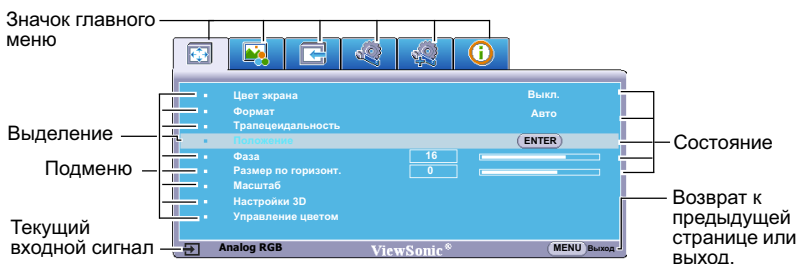 Значок главного
меню
Цвет экрана Выкл.
Формат Авто
Трапецеидальность
Выделение
Положение ENTER
Состояние
Фаза 16
Подменю
Размер по горизонт. 0
Масштаб
Настройки 3D
Управление цветом
Возврат к
предыдущей
странице или
выход.
Текущий
входной сигнал
Analog RGB ViewSonic® MENU Выход